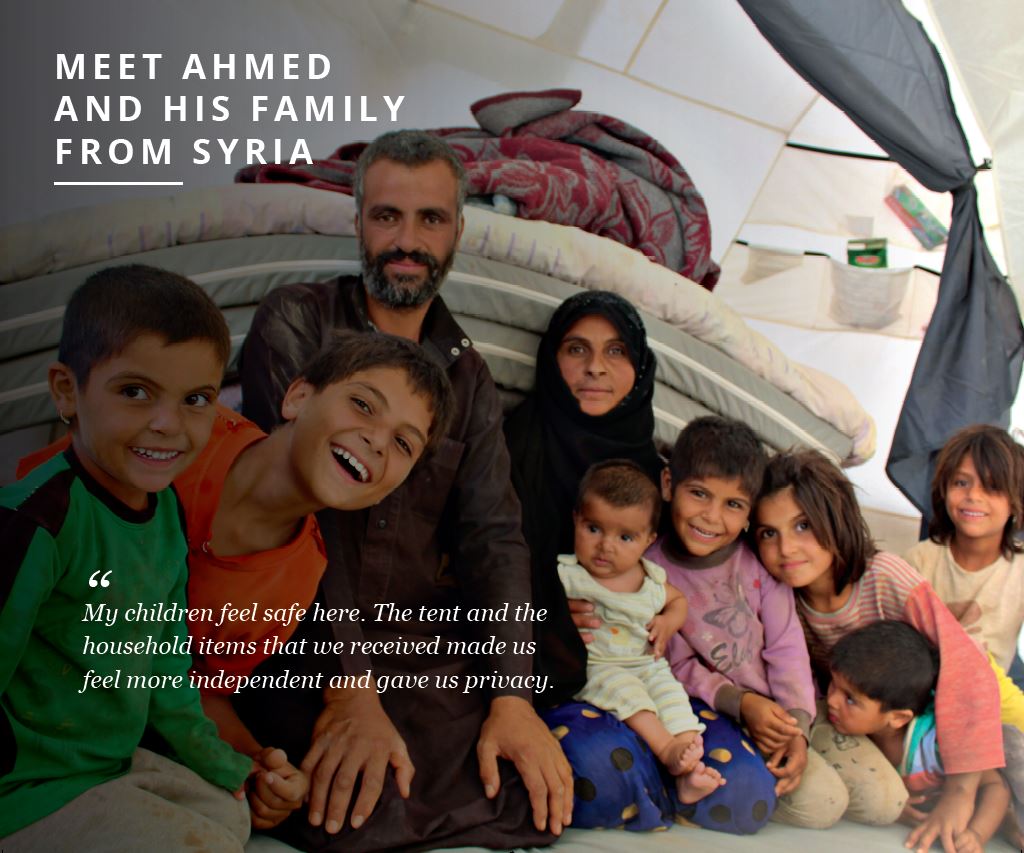 MEET AHMED
AND HIS FAMILY
FROM SYRIA
“
My children feel safe here. The tent and the
household items that we received made us
feel more independent and gave us privacy.